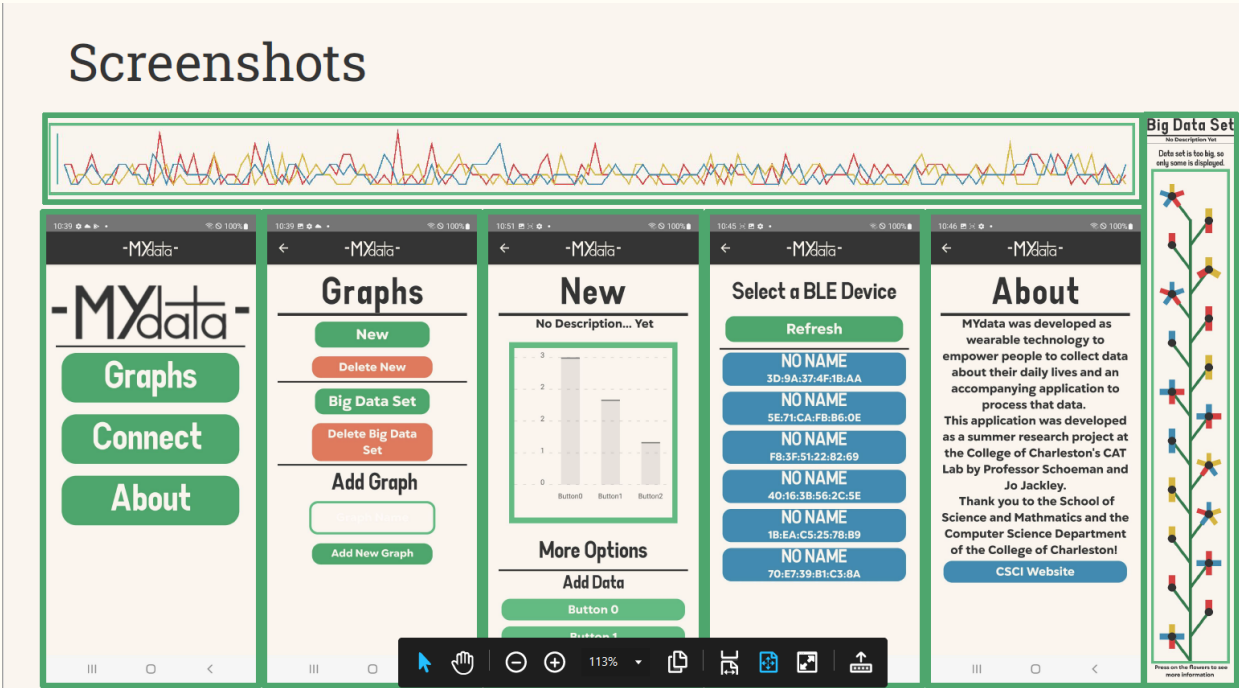 Screenshots
Big Data Set
No Description Yet
Data set is too big, so
only some is displayed.
Press on the flowers to see
more information
10:39
100%
-MYdata-
-MYdata-
Graphs
Connect
About
10:39
100%
-MYdata-
Graphs
New
Delete New
Big Data Set
Delete Big Data
Set
Add Graph
Add New Graph
10:51
100%
-MYdata-
New
No Description... Yet
3
2
2
1
0
Button0
Button1
Button2
More Options
Add Data
Button 0
Button 1
10:45
100%
-MYdata-
Select a BLE Device
Refresh
NO NAME
3D:9A:37:4F:1B:AA
NO NAME
5E:71:CA:FB:B6:0E
NO NAME
F8:3F:51:22:82:69
NO NAME
40:16:3B:56:2C:5E
NO NAME
1B:EA:C5:25:78:B9
NO NAME
70:E7:39:B1:C3:8A
10:46
100%
-MYdata-
About
MYdata was developed as
wearable technology to
empower people to collect data
about their daily lives and an
accompanying application to
process that data.
This application was developed
as a summer research project at
the College of Charleston's CAT
Lab by Professor Schoeman and
Jo Jackley.
Thank you to the School of
Science and Mathmatics and the
Computer Science Department
of the College of Charleston!
CSCI Website
113%